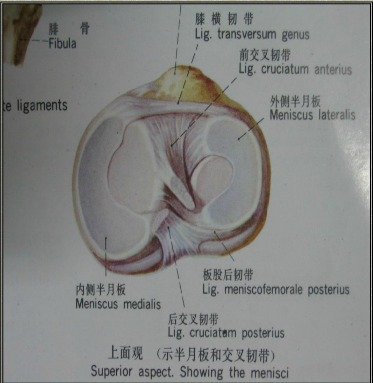 腓骨
Fibula
te ligaments
膝横韧带
Lig. transversum genus
前交叉韧带
Lig. cruciatum anterius
外侧半月板
Meniscus lateralis
内侧半月板
Meniscus medialis
板股后韧带
Lig. meniscofemorale posterius
后交叉韧带
Lig. cruciatum posterius
上面观 (示半月板和交叉韧带)
Superior aspect. Showing the menisci